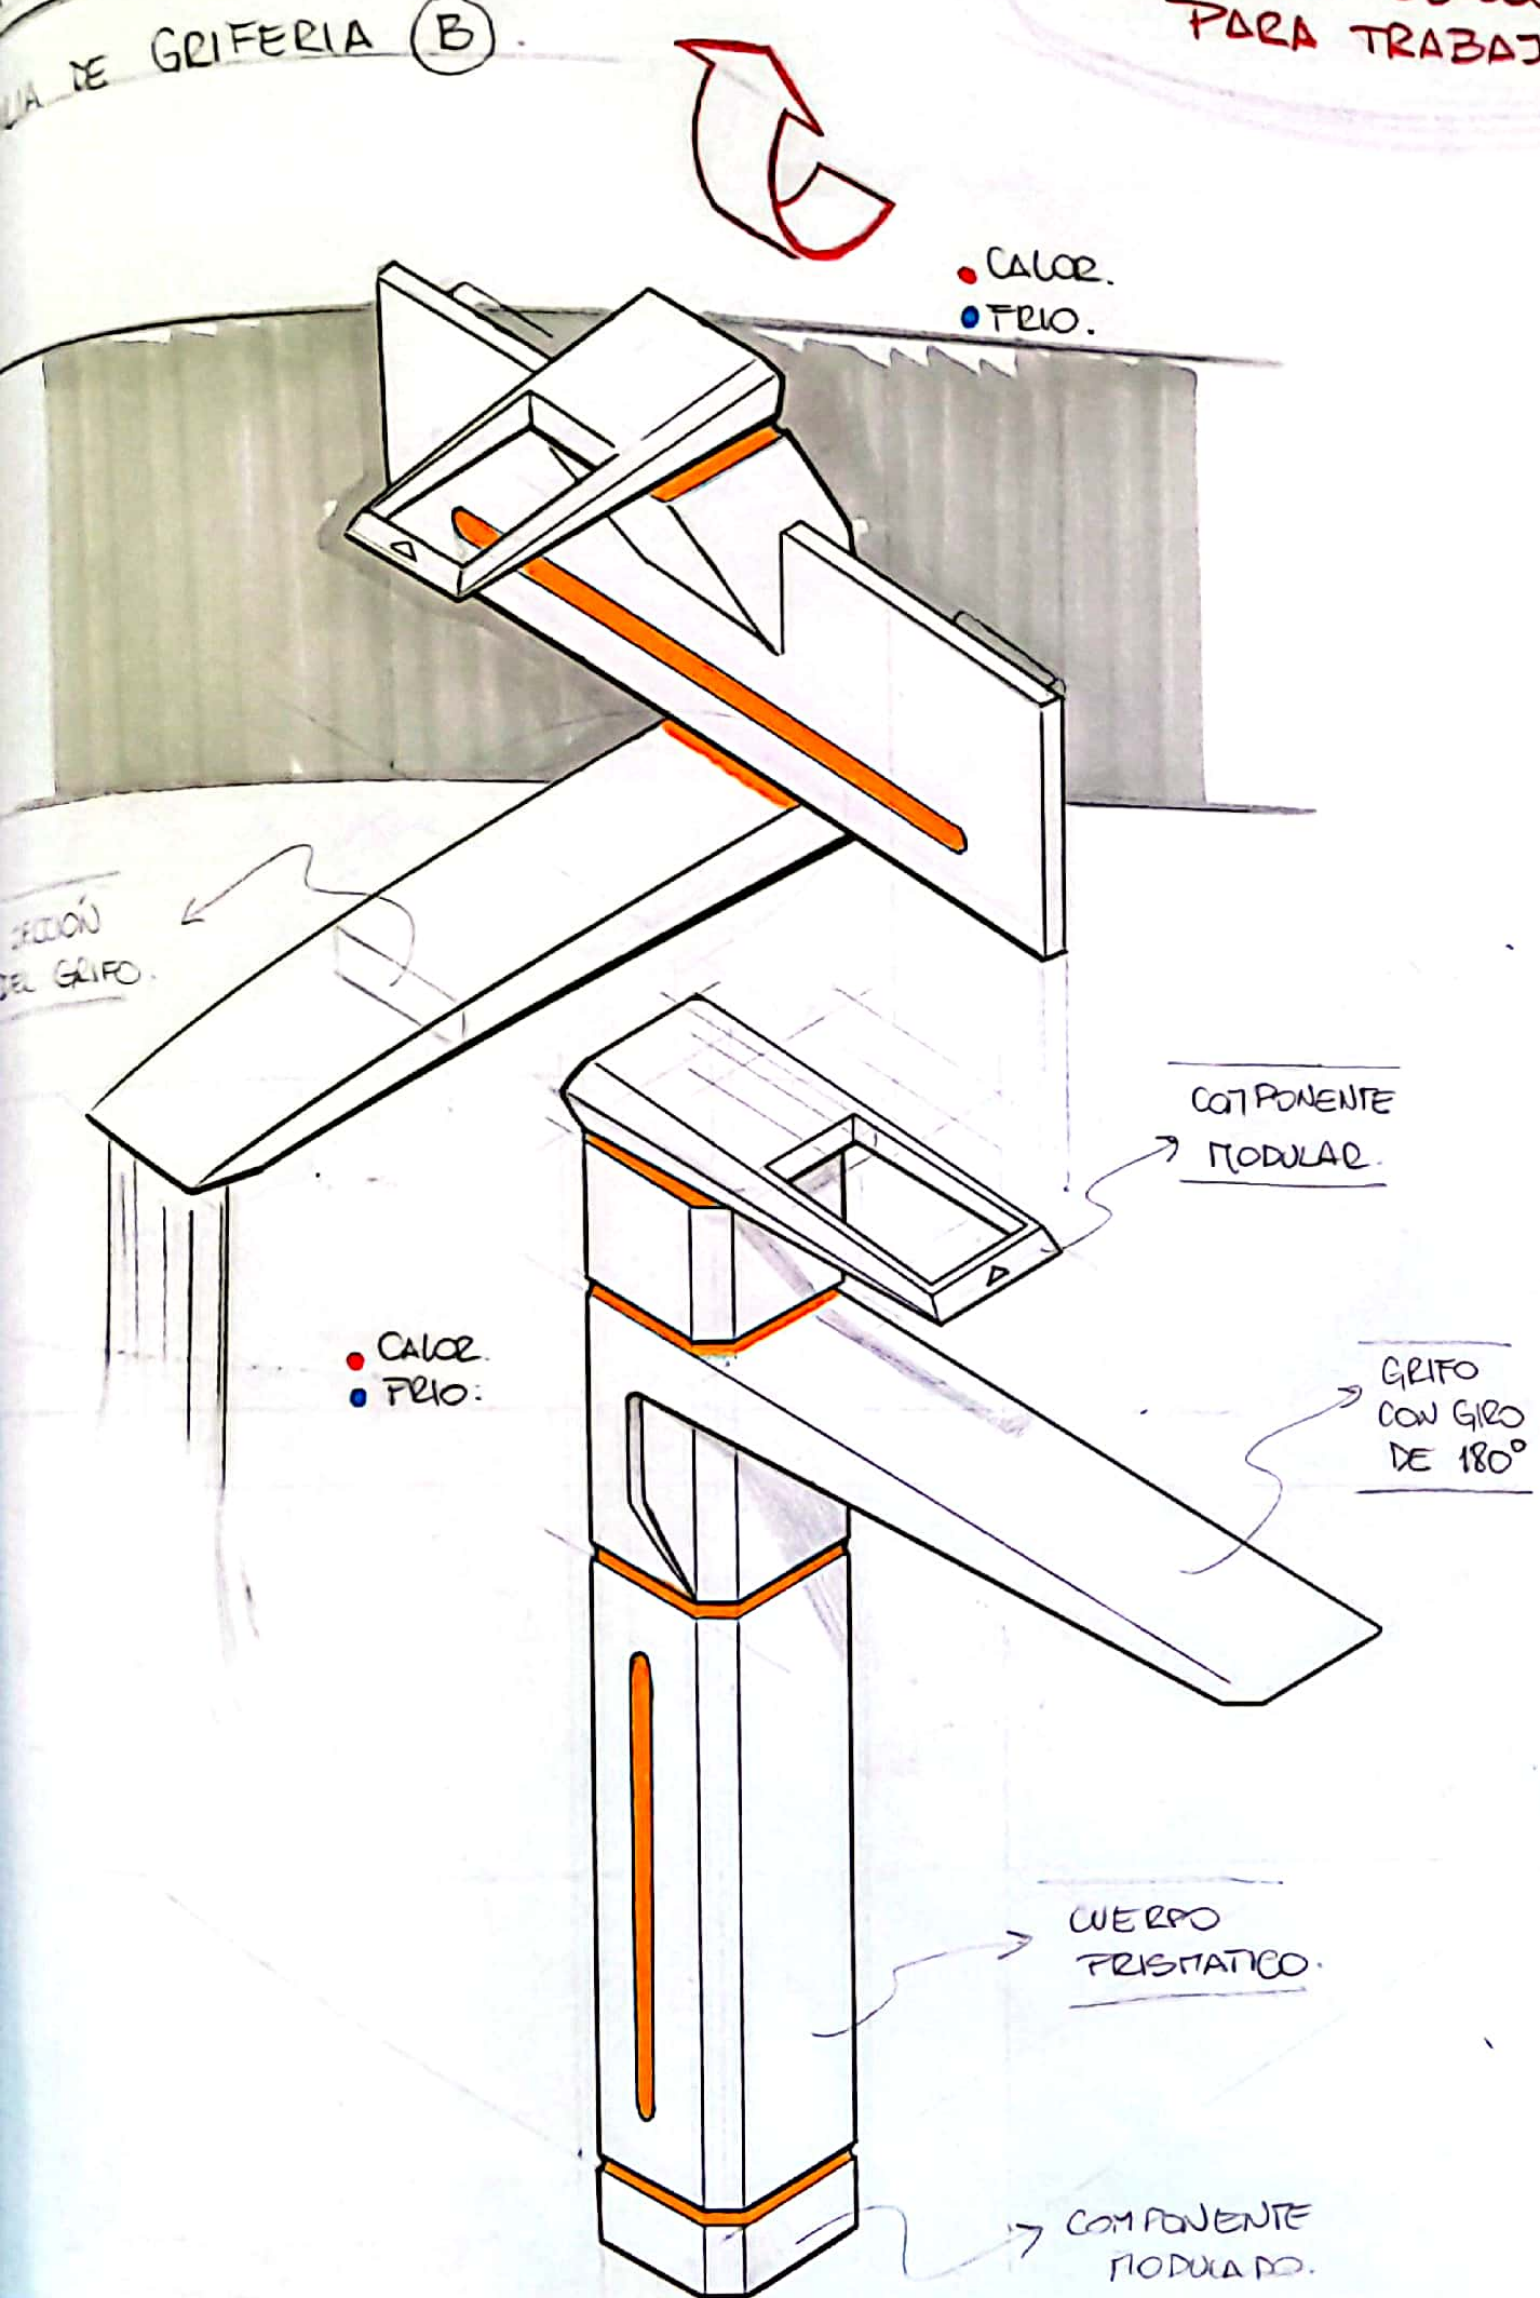 DE GRIFERIA B.
PARA TRABAJ
• CALOR.
• FRIO.
SECCIÓN
DEL GRIFO.
COMPONENTE
MODULAR.
• CALOR.
• FRIO:
GRIFO
CON GIRO
DE 180°
CUERPO
PRISMATICO.
COMPONENTE
MODULADO.